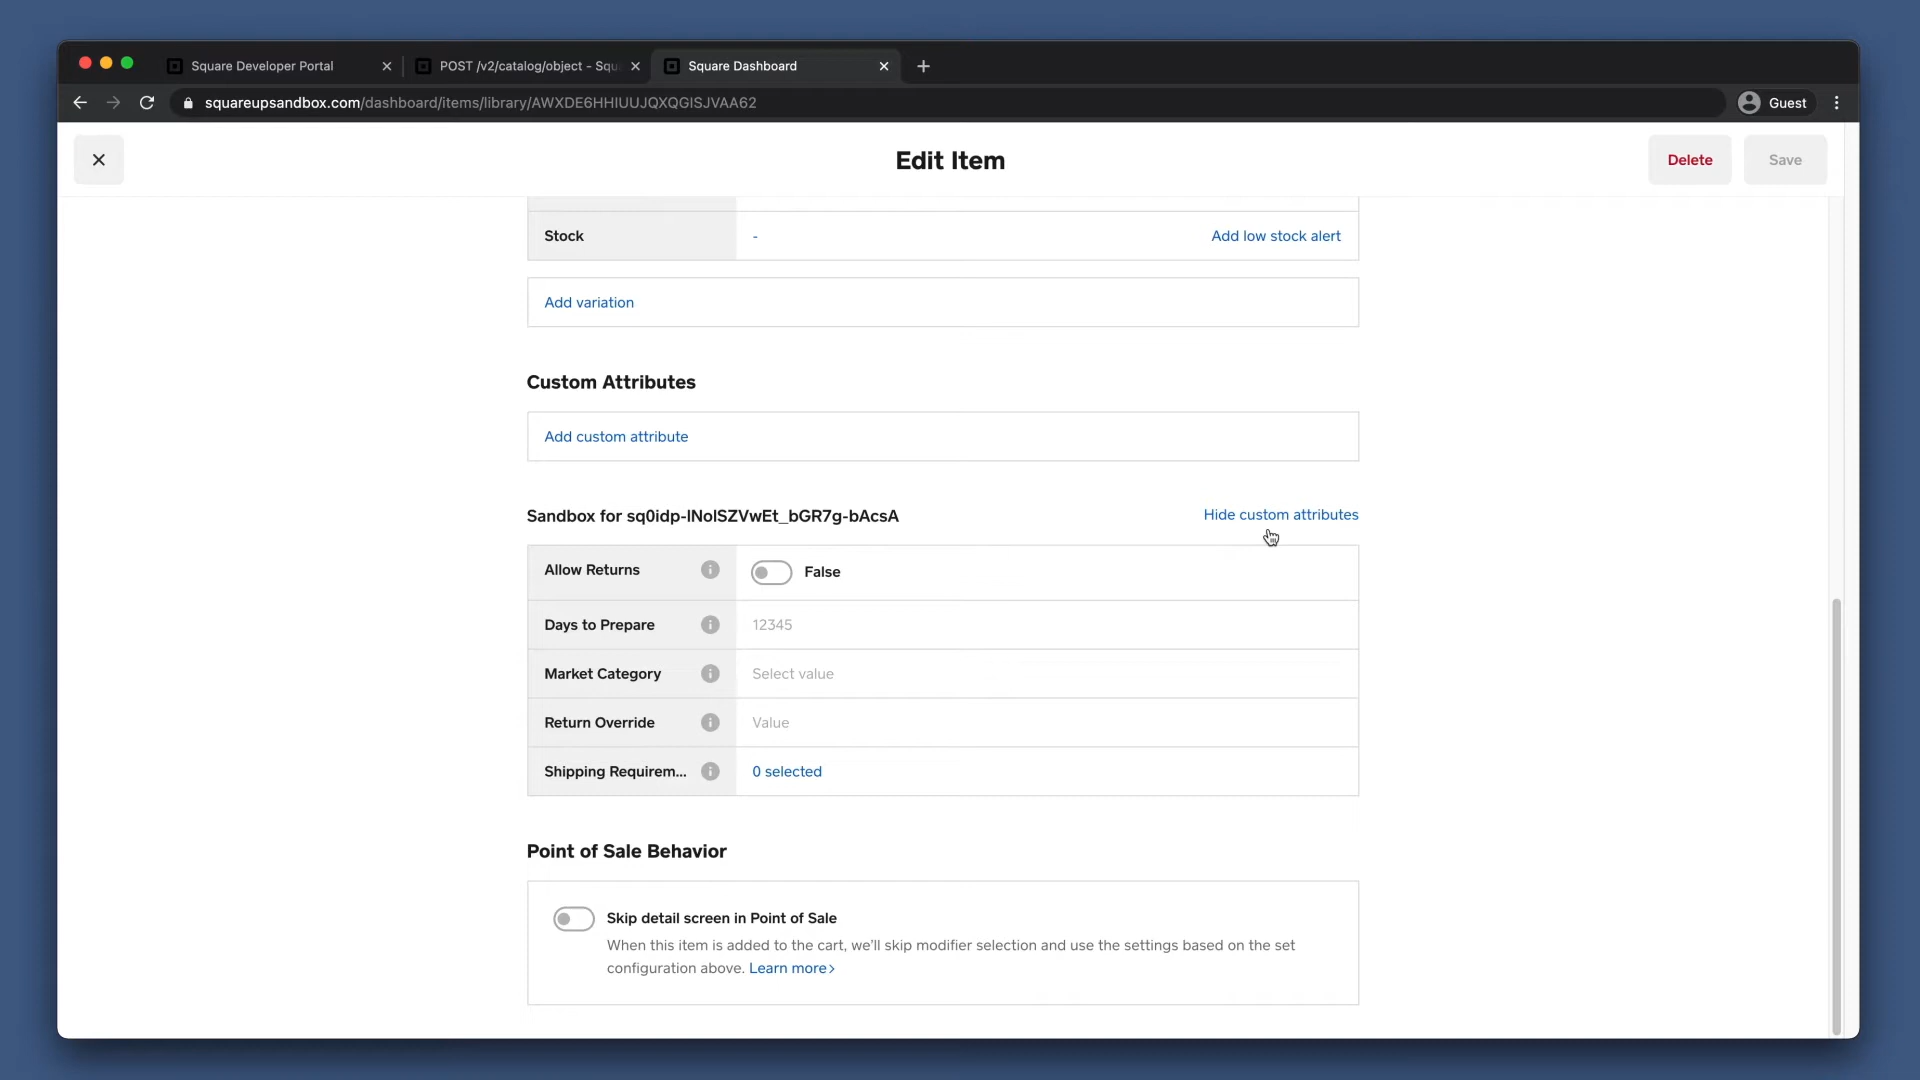 Square Developer Portal
POST /v2/catalog/object - Squ
Square Dashboard
squareupsandbox.com/dashboard/items/library/AWXDE6HHIUUJQXQGISJVAA62
Guest
Edit Item
Delete
Save
Stock
-
Add low stock alert
Add variation
Custom Attributes
Add custom attribute
Sandbox for sq0idp-lNolSZVwEt_bGR7g-bAcsA
Hide custom attributes
Allow Returns
False
Days to Prepare
12345
Market Category
Select value
Return Override
Value
Shipping Requirem...
0 selected
Point of Sale Behavior
Skip detail screen in Point of Sale
When this item is added to the cart, we'll skip modifier selection and use the settings based on the set
configuration above. Learn more>